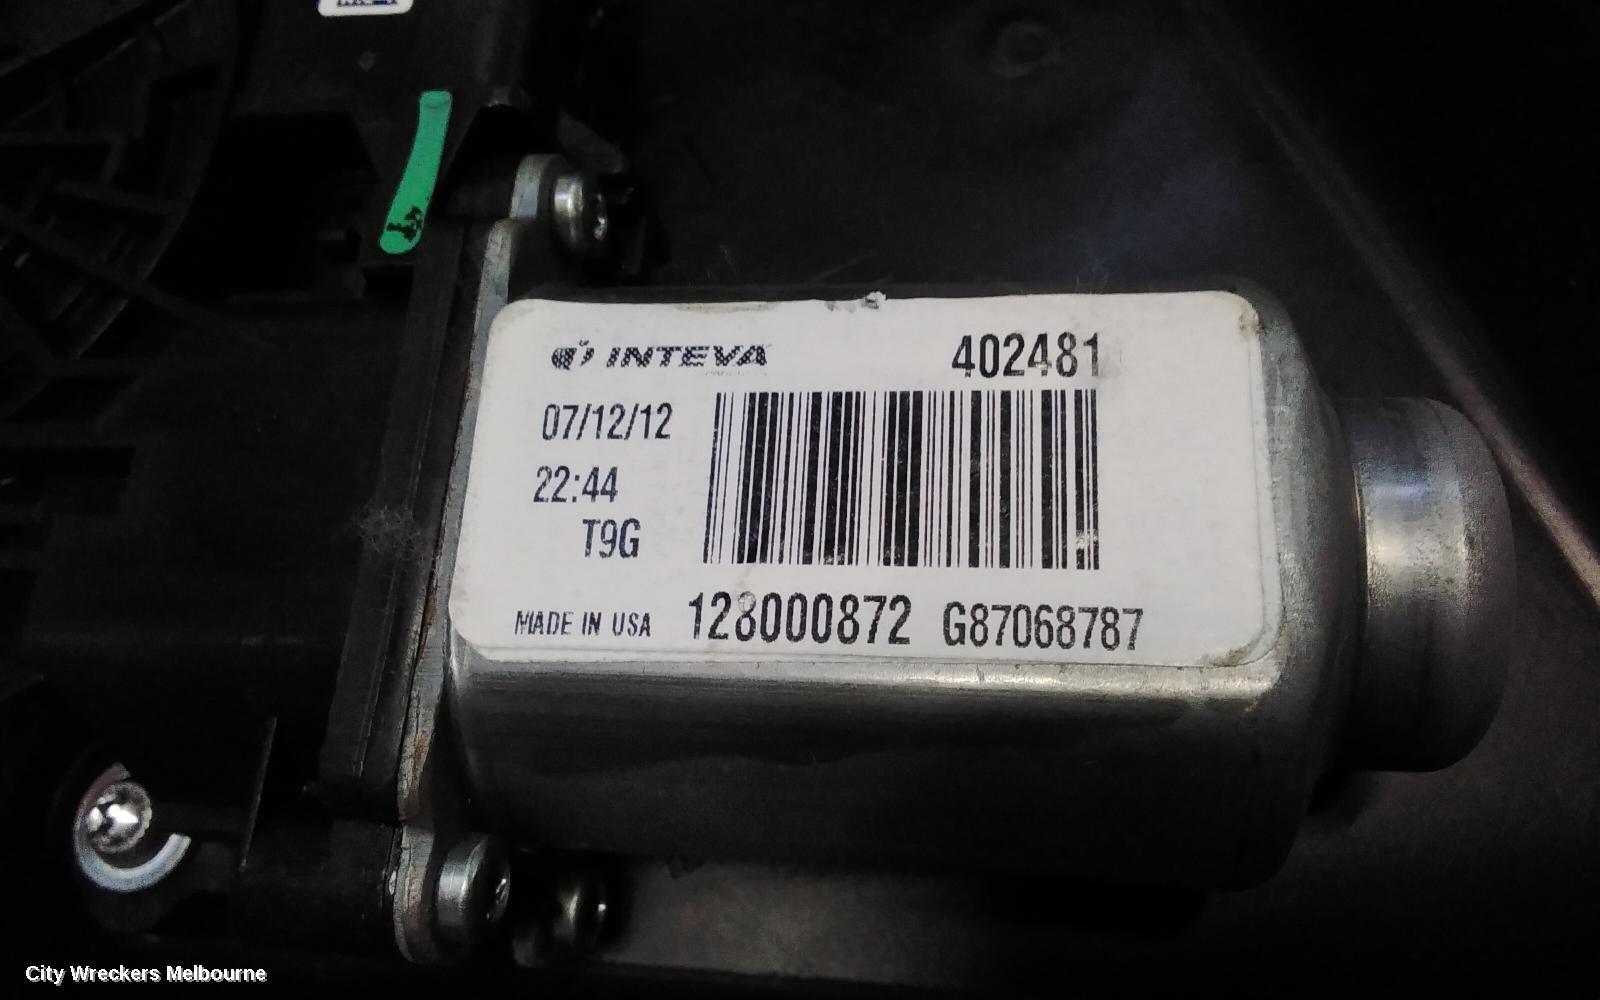 INTEVA
402481
07/12/12
22:44
T9G
MADE IN USA 128000872 G87068787
City Wreckers Melbourne